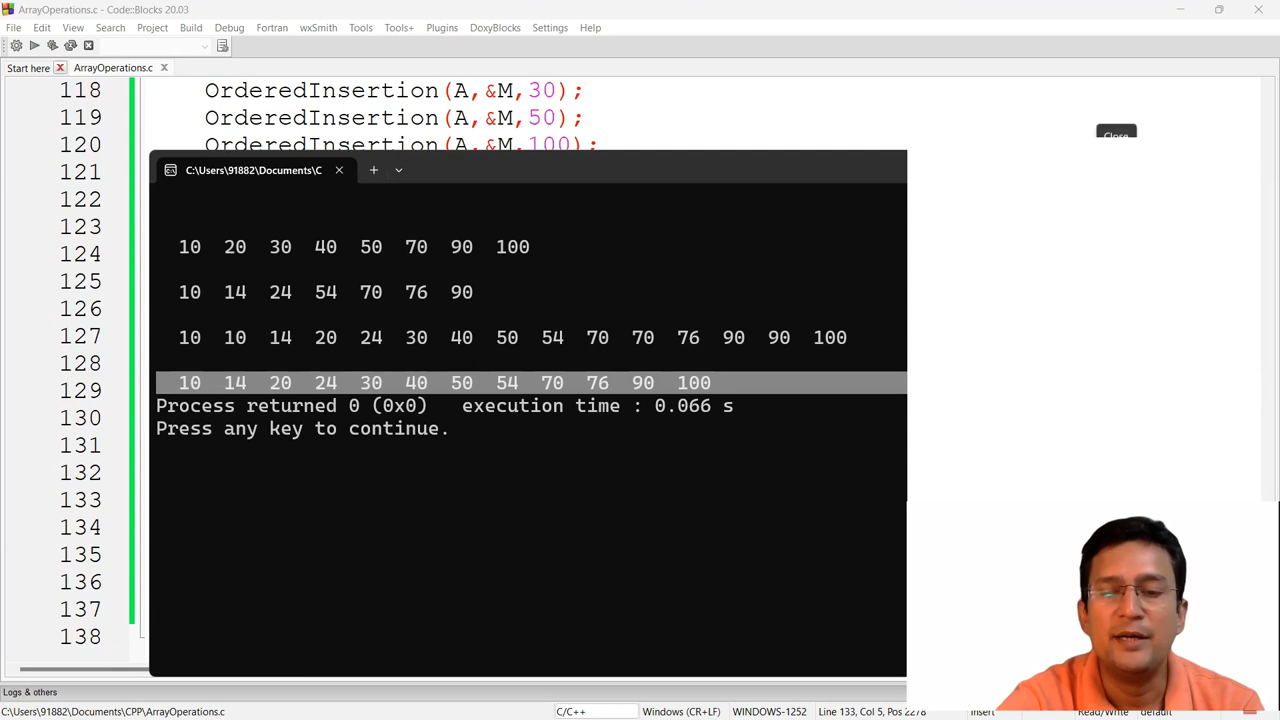 ArrayOperations.c - Code::Blocks 20.03
File Edit View Search Project Build Debug Fortran wxSmith Tools Tools+ Plugins DoxyBlocks Settings Help
Start here ArrayOperations.c
118 OrderedInsertion(A,&M,30);
119 OrderedInsertion(A,&M,50);
120 OrderedInsertion(A,&M,100);
Close
121
122
123
124
125
126
127
128
129
130
131
132
133
134
135
136
137
138
C:\Users\91882\Documents\C
10 20 30 40 50 70 90 100
10 14 24 54 70 76 90
10 10 14 20 24 30 40 50 54 70 70 76 90 90 100
10 14 20 24 30 40 50 54 70 76 90 100
Process returned 0 (0x0) execution time : 0.066 s
Press any key to continue.
Logs & others
C:\Users\91882\Documents\CPP\ArrayOperations.c C/C++ Windows (CR+LF) WINDOWS-1252 Line 133, Col 5, Pos 2278 Insert Read/Write default